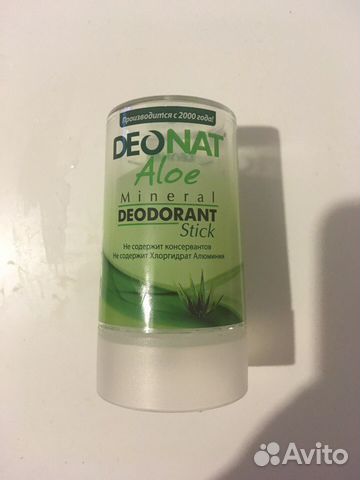 Производится с 2000 года!
DEONAT
Aloe
Mineral
DEODORANT
Stick
Не содержит консервантов
Не содержит Хлоргидрат Алюминия
Avito